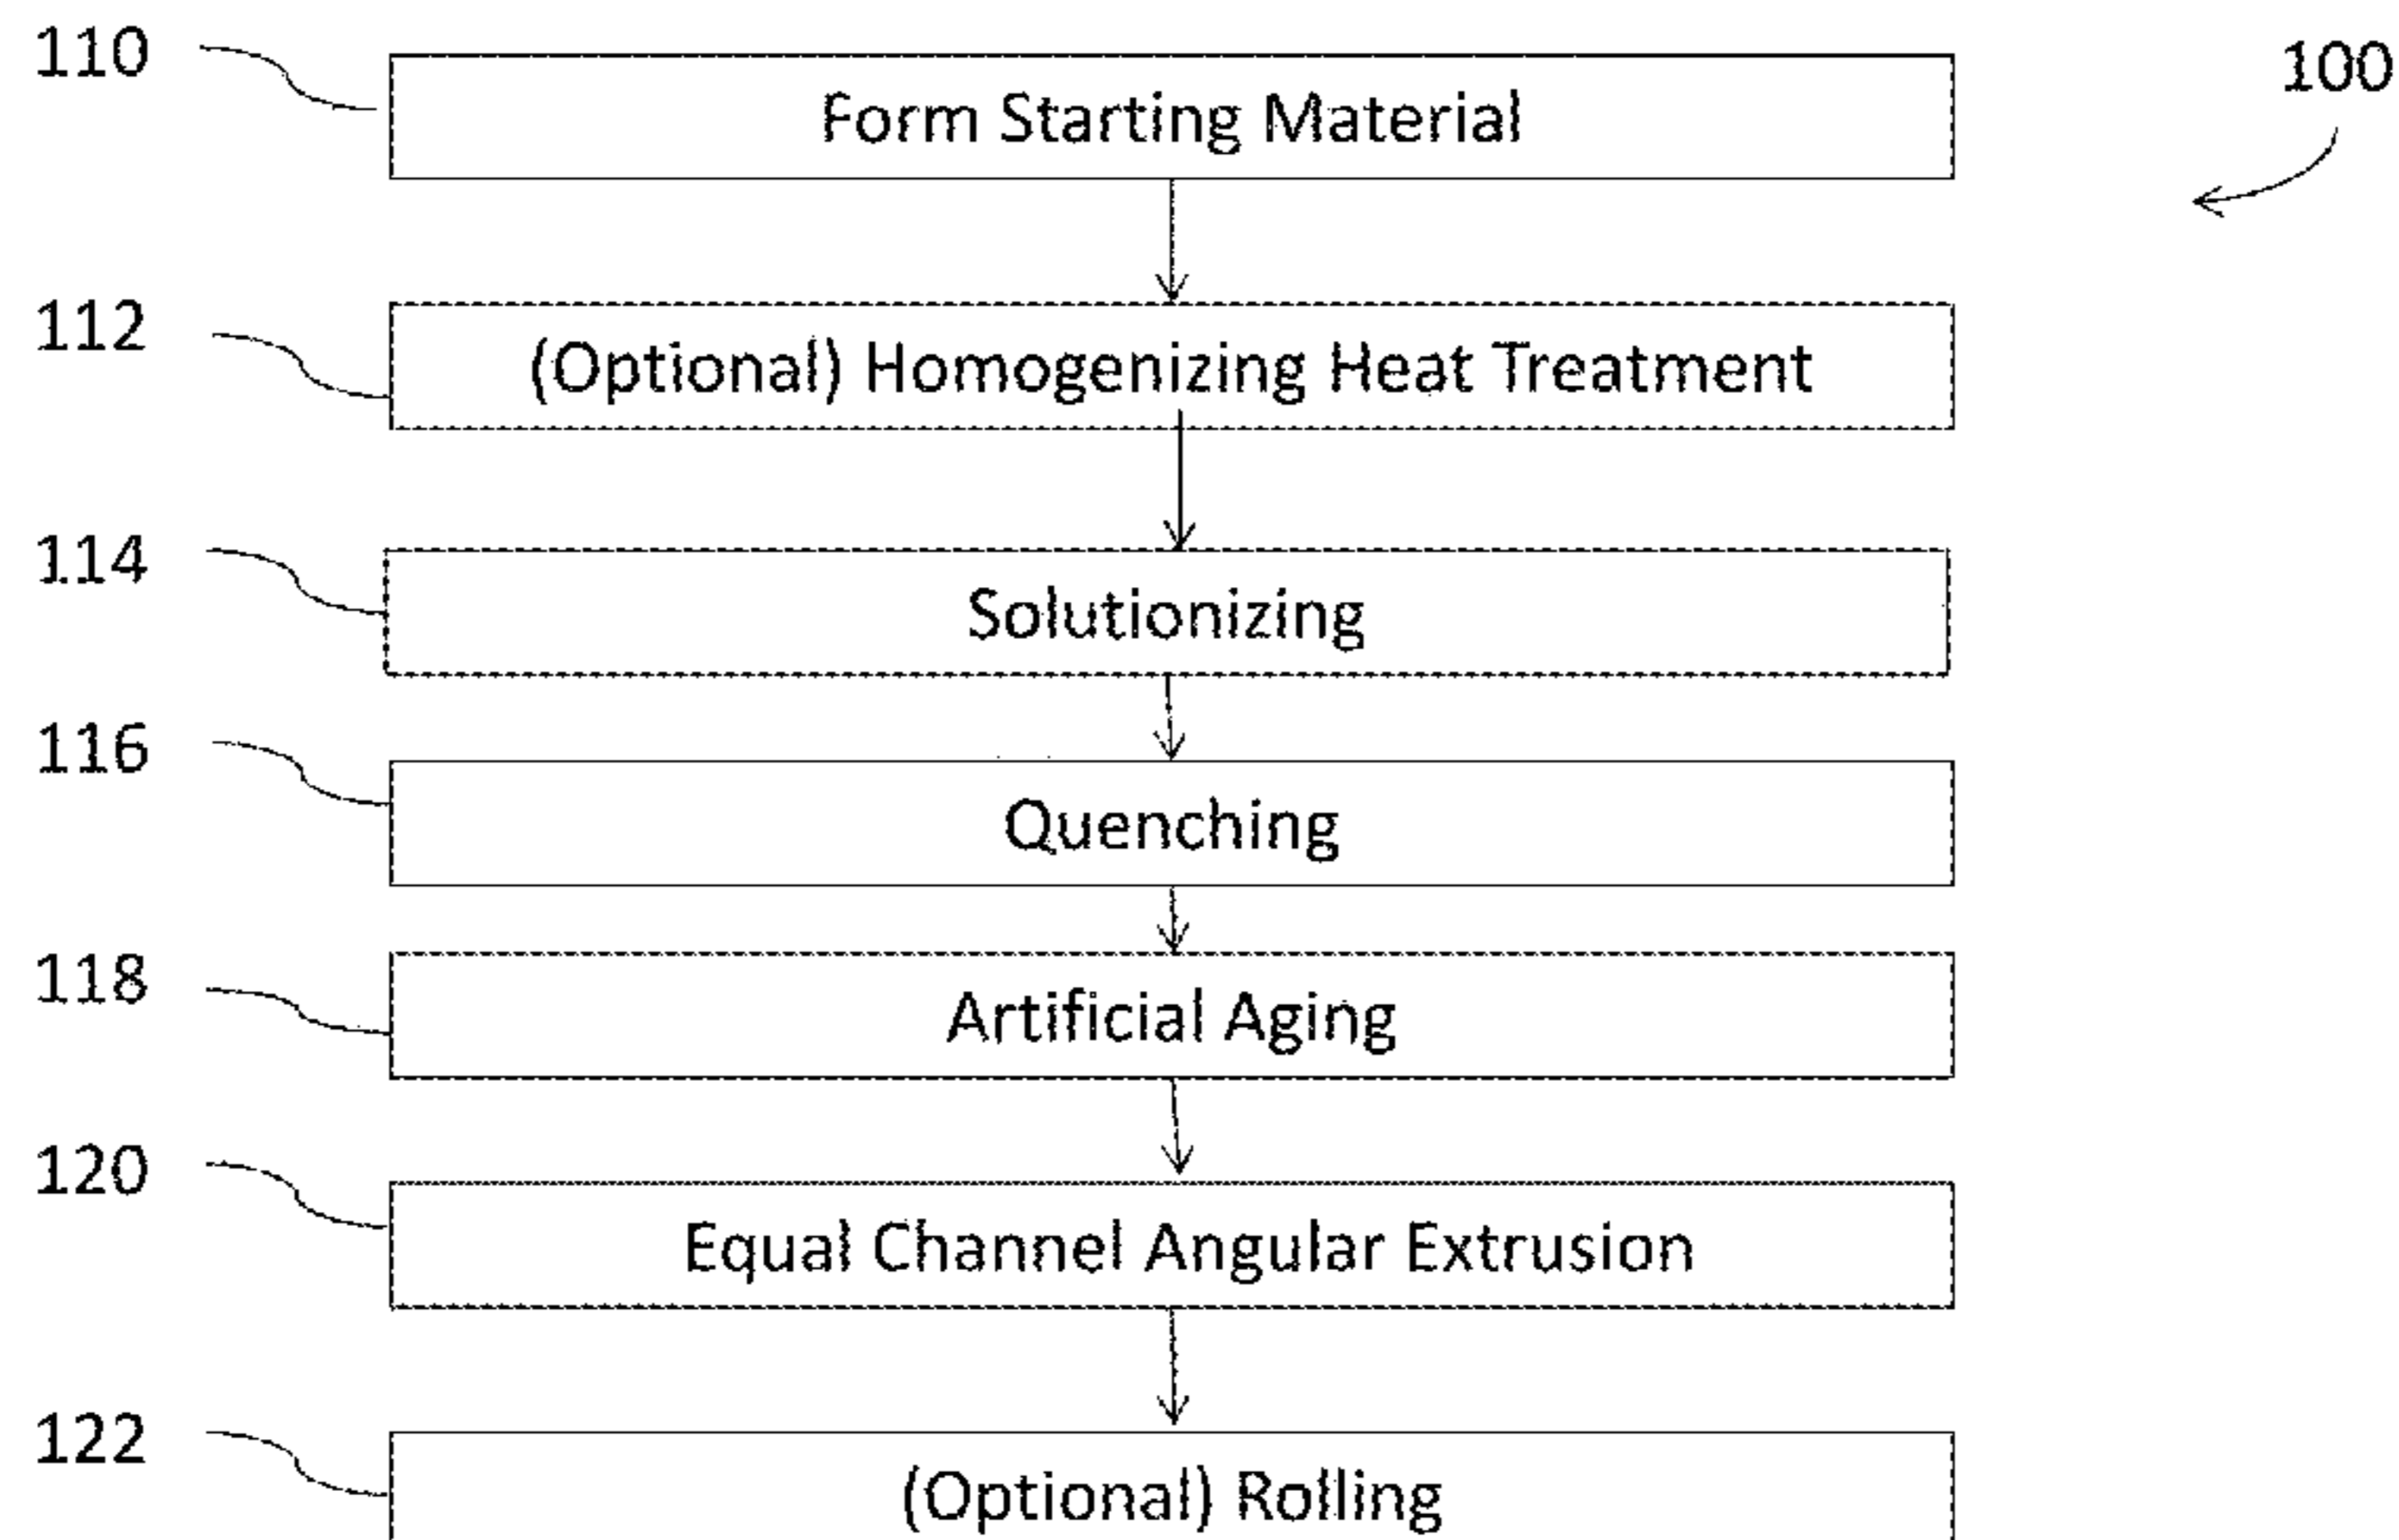 110
Form Starting Material
100
112
(Optional) Homogenizing Heat Treatment
114
Solutionizing
116
Quenching
118
Artificial Aging
120
Equal Channel Angular Extrusion
122
(Optional) Rolling